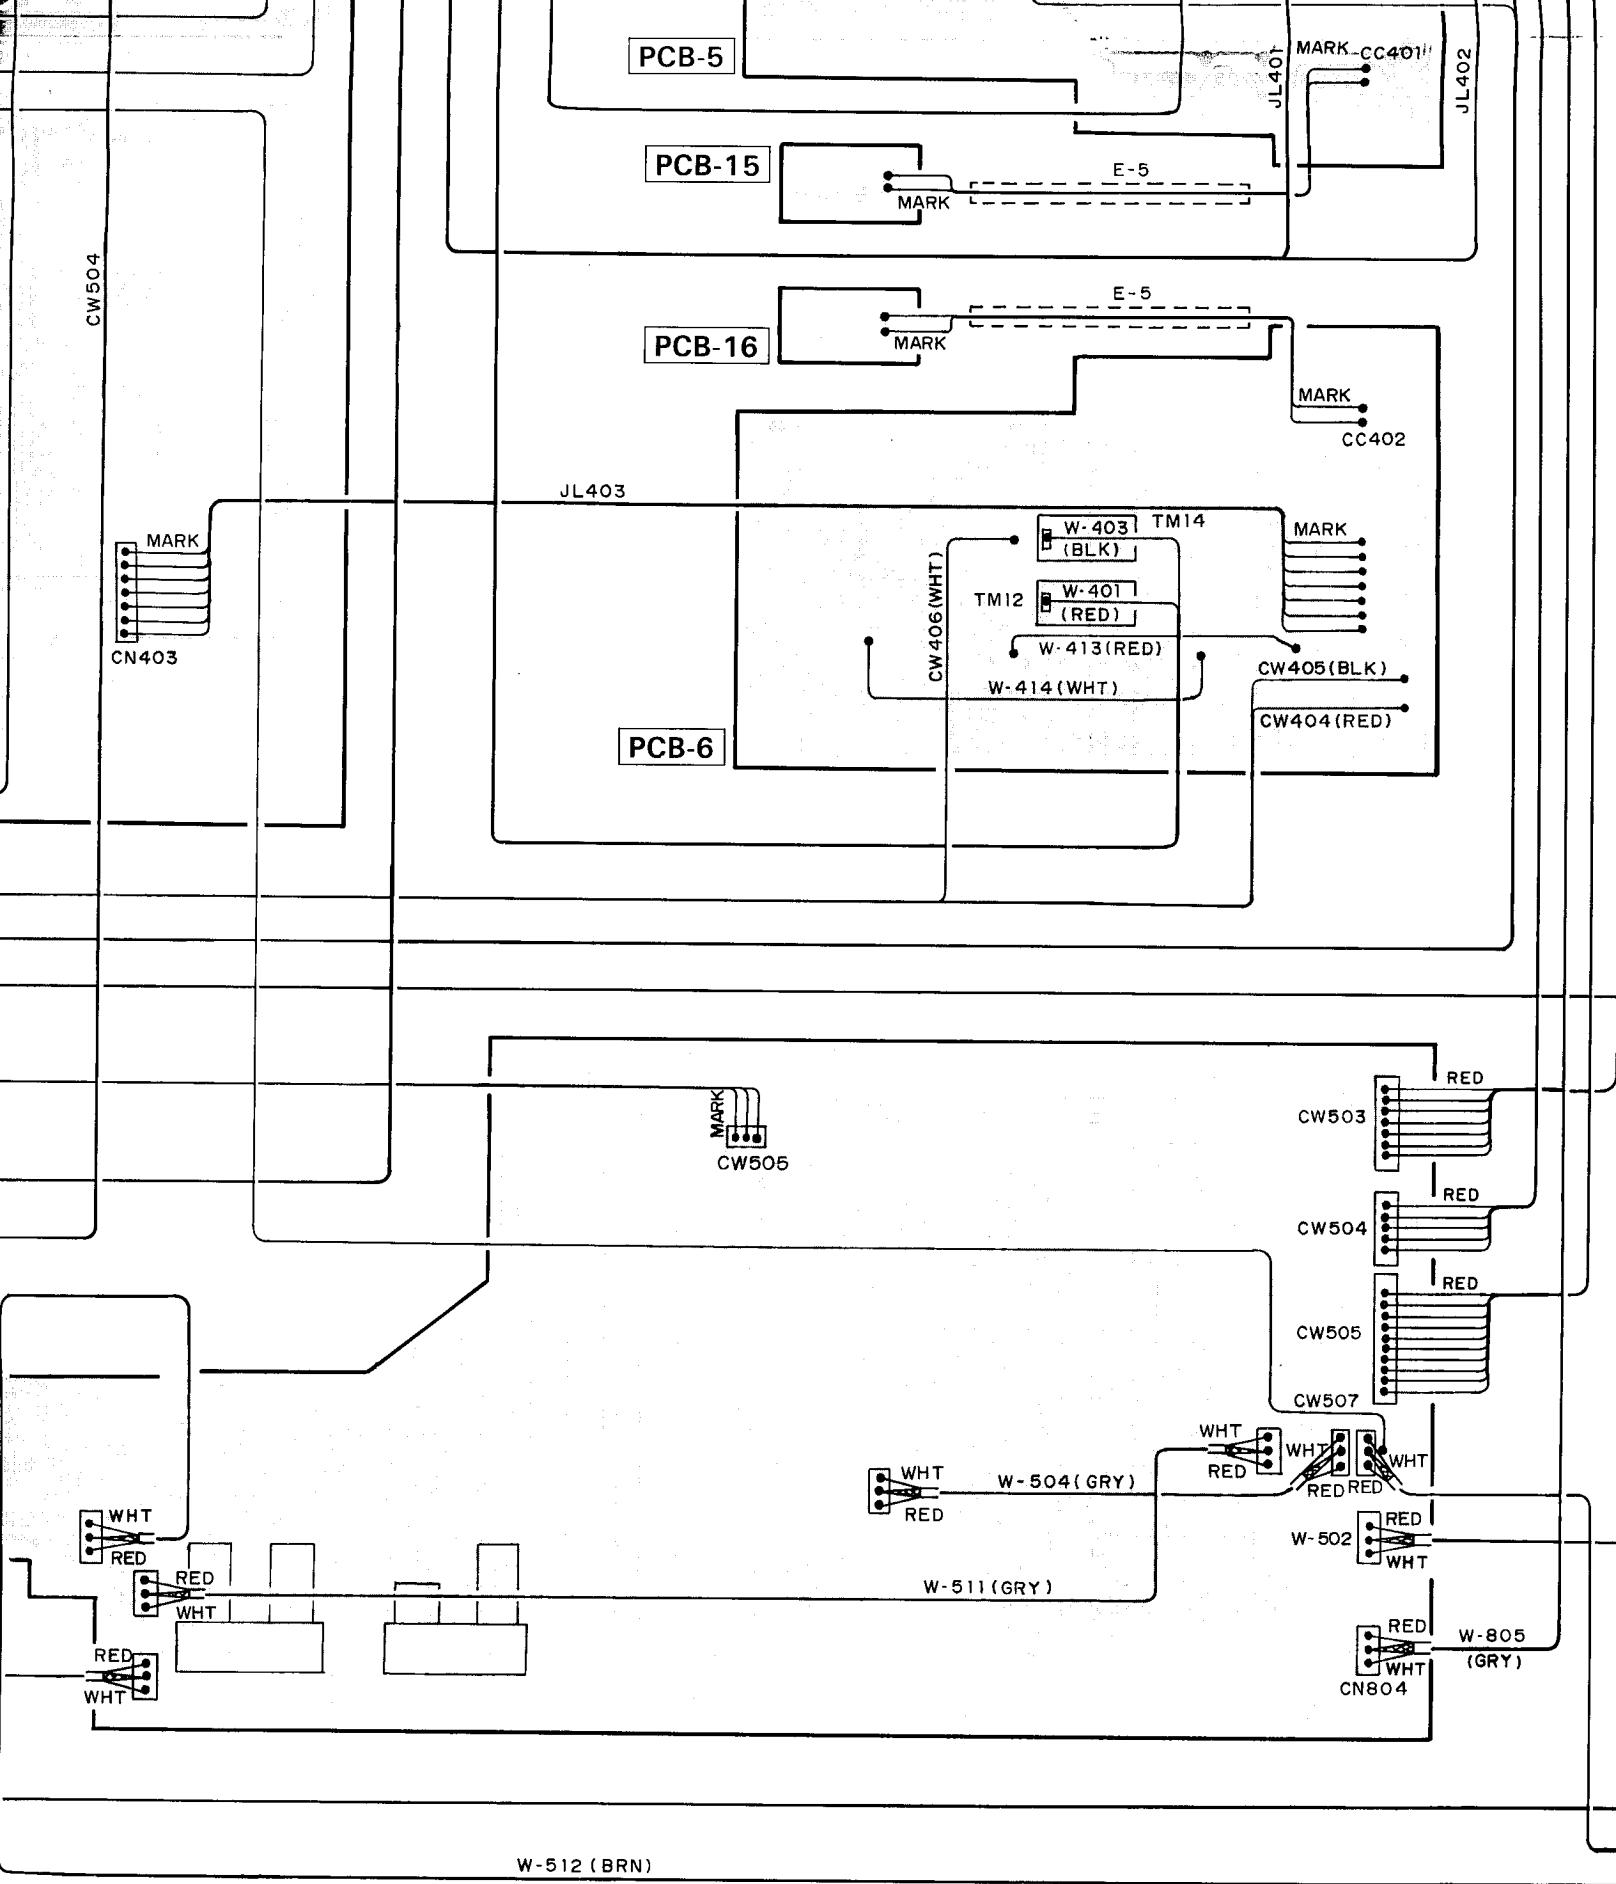 PCB-5
MARK
CC401
JL401
JL402
PCB-15
MARK
E-5
CW504
E-5
PCB-16
MARK
MARK
CC402
JL403
MARK
CN403
W-403
(BLK)
TM14
MARK
TM12
W-401
(RED)
CW406(WHT)
W-413(RED)
W-414(WHT)
CW405(BLK)
CW404(RED)
PCB-6
MARK
CW505
RED
CW503
RED
CW504
RED
CW505
CW507
WHT
RED
WHT
RED
RED
WHT
WHT
RED
W-504(GRY)
WHT
RED
W-502
RED
WHT
RED
WHT
W-511(GRY)
RED
WHT
RED
WHT
CN804
W-805
(GRY)
W-512(BRN)